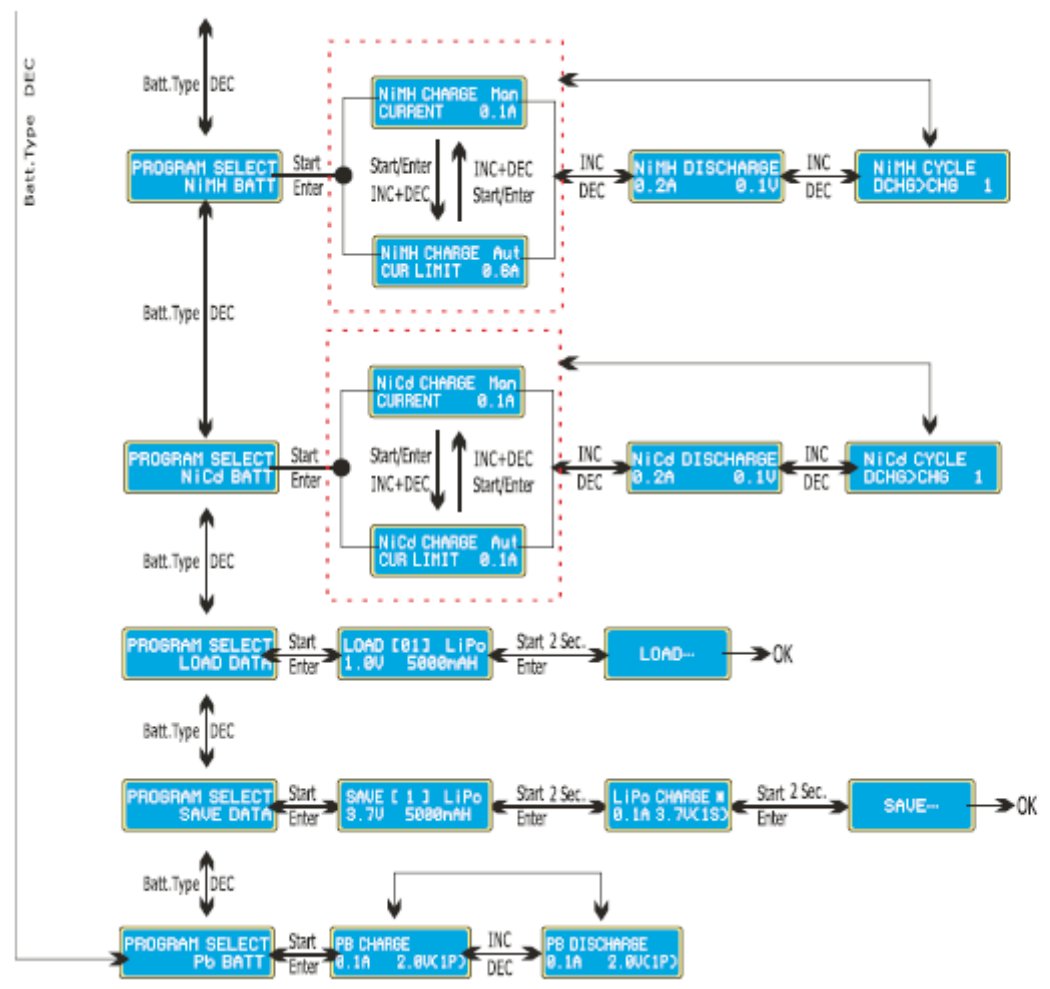 Batt.Type DEC
Batt.Type DEC
PROGRAM SELECT
NiMH BATT
Start
Enter
NiMH CHARGE Man
CURRENT 0.1A
Start/Enter
INC+DEC
INC+DEC
Start/Enter
NiMH CHARGE Aut
CUR LIMIT 0.6A
INC
DEC
NiMH DISCHARGE
0.2A 0.1V
INC
DEC
NiMH CYCLE
DCHG>CHG 1
Batt.Type DEC
PROGRAM SELECT
NiCd BATT
Start
Enter
NiCd CHARGE Man
CURRENT 0.1A
Start/Enter
INC+DEC
INC+DEC
Start/Enter
NiCd CHARGE Aut
CUR LIMIT 0.1A
INC
DEC
NiCd DISCHARGE
0.2A 0.1V
INC
DEC
NiCd CYCLE
DCHG>CHG 1
Batt.Type DEC
PROGRAM SELECT
LOAD DATA
Start
Enter
LOAD [01] LiPo
1.0V 5000mAH
Start 2 Sec.
Enter
LOAD…
OK
Batt.Type DEC
PROGRAM SELECT
SAVE DATA
Start
Enter
SAVE [ 1 ] LiPo
3.7V 5000mAH
Start 2 Sec.
Enter
LiPo CHARGE *
0.1A 3.7V(1S)
Start 2 Sec.
Enter
SAVE…
OK
Batt.Type DEC
PROGRAM SELECT
Pb BATT
Start
Enter
PB CHARGE
0.1A 2.0V(1P)
INC
DEC
PB DISCHARGE
0.1A 2.0V(1P)